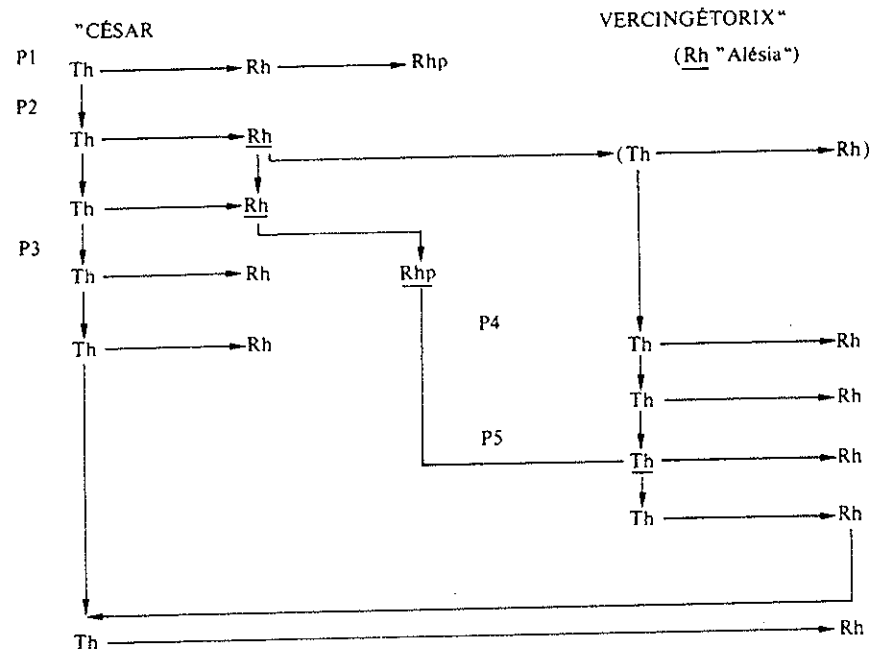 "CÉSAR VERCINGÉTORIX"
(Rh "Alésia")
P1 Th Rh Rhp
P2
Th Rh (Th Rh)
Th Rh
P3
Th Rh Rhp
P4
Th Rh Th Rh
Th Rh
P5
Th Rh
Th Rh
Th Rh